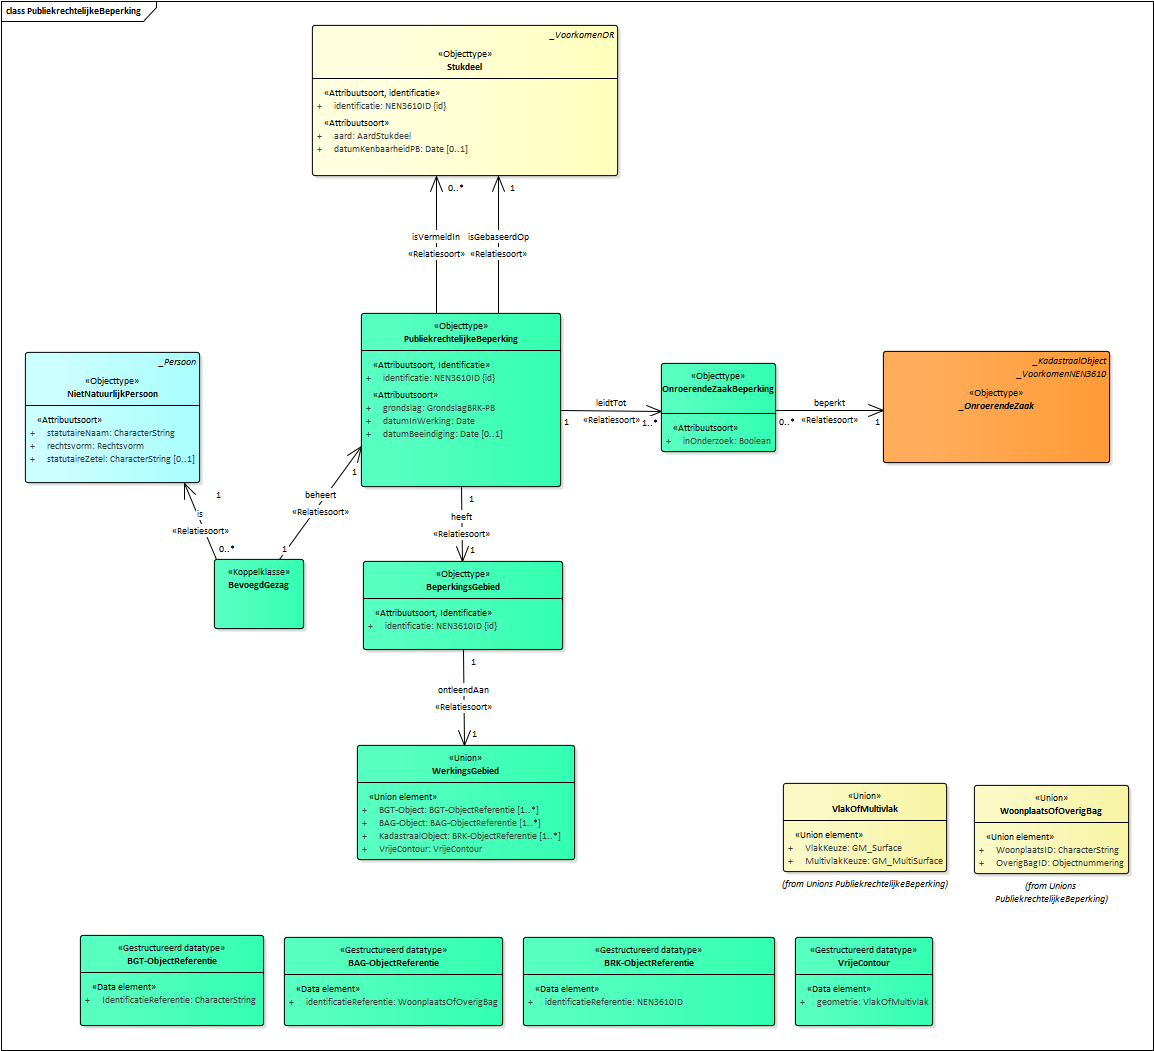 class PubliekrechtelijkeBeperking
_VoorkomenOR
«Objecttype»
Stukdeel
«Attribuutsoort, identificatie»
+ identificatie: NEN3610ID {id}
«Attribuutsoort»
+ aard: AardStukdeel
+ datumKenbaarheidPB: Date [0..1]
0..*
1
isVermeldIn
«Relatiesoort»
isGebaseerdOp
«Relatiesoort»
«Objecttype»
PubliekrechtelijkeBeperking
«Attribuutsoort, Identificatie»
+ identificatie: NEN3610ID {id}
«Attribuutsoort»
+ grondslag: GrondslagBRK-PB
+ datumInWerking: Date
+ datumBeeindiging: Date [0..1]
_Persoon
«Objecttype»
NietNatuurlijkPersoon
«Attribuutsoort»
+ statutaireNaam: CharacterString
+ rechtsvorm: Rechtsvorm
+ statutaireZetel: CharacterString [0..1]
leidtTot
«Relatiesoort»
1
1..*
«Objecttype»
OnroerendeZaakBeperking
«Attribuutsoort»
+ inOnderzoek: Boolean
beperkt
«Relatiesoort»
0..*
1
_KadastraalObject
_VoorkomenNEN3610
«Objecttype»
_OnroerendeZaak
1
is
«Relatiesoort»
0..*
1
beheert
«Relatiesoort»
1
«Koppelklasse»
BevoegdGezag
1
heeft
«Relatiesoort»
1
«Objecttype»
BeperkingsGebied
«Attribuutsoort, Identificatie»
+ identificatie: NEN3610ID {id}
1
ontleendAan
«Relatiesoort»
1
«Union»
WerkingsGebied
«Union element»
+ BGT-Object: BGT-ObjectReferentie [1..*]
+ BAG-Object: BAG-ObjectReferentie [1..*]
+ KadastraalObject: BRK-ObjectReferentie [1..*]
+ VrijeContour: VrijeContour
«Union»
VlakOfMultivlak
«Union element»
+ VlakKeuze: GM_Surface
+ MultivlakKeuze: GM_MultiSurface
(from Unions PubliekrechtelijkeBeperking)
«Union»
WoonplaatsOfOverigBag
«Union element»
+ WoonplaatsID: CharacterString
+ OverigBagID: Objectnummering
(from Unions
PubliekrechtelijkeBeperking)
«Gestructureerd datatype»
BGT-ObjectReferentie
«Data element»
+ IdentificatieReferentie: CharacterString
«Gestructureerd datatype»
BAG-ObjectReferentie
«Data element»
+ identificatieReferentie: WoonplaatsOfOverigBag
«Gestructureerd datatype»
BRK-ObjectReferentie
«Data element»
+ identificatieReferentie: NEN3610ID
«Gestructureerd datatype»
VrijeContour
«Data element»
+ geometrie: VlakOfMultivlak